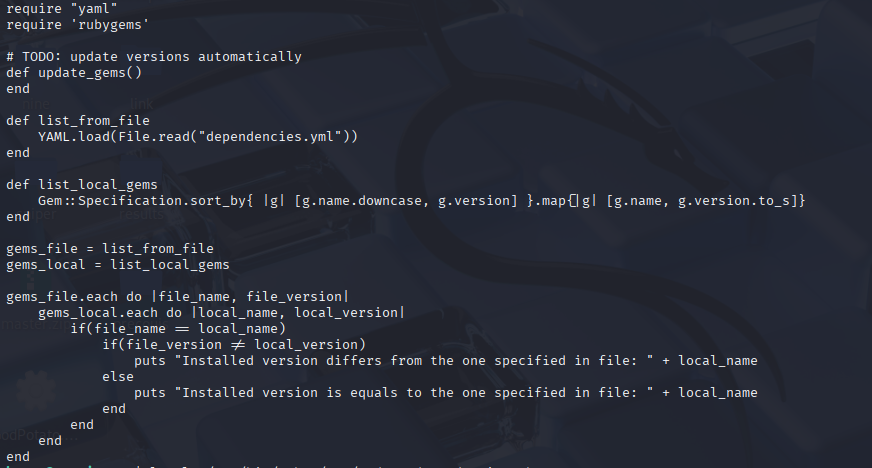 require "yaml"
require 'rubygems'
# TODO: update versions automatically
def update_gems()
end
def list_from_file
    YAML.load(File.read("dependencies.yml"))
end
def list_local_gems
    Gem::Specification.sort_by{ |g| [g.name.downcase, g.version] }.map{|g| [g.name, g.version.to_s]}
end
gems_file = list_from_file
gems_local = list_local_gems
gems_file.each do |file_name, file_version|
    gems_local.each do |local_name, local_version|
        if(file_name == local_name)
            if(file_version != local_version)
                puts "Installed version differs from the one specified in file: " + local_name
            else
                puts "Installed version is equals to the one specified in file: " + local_name
            end
        end
    end
end